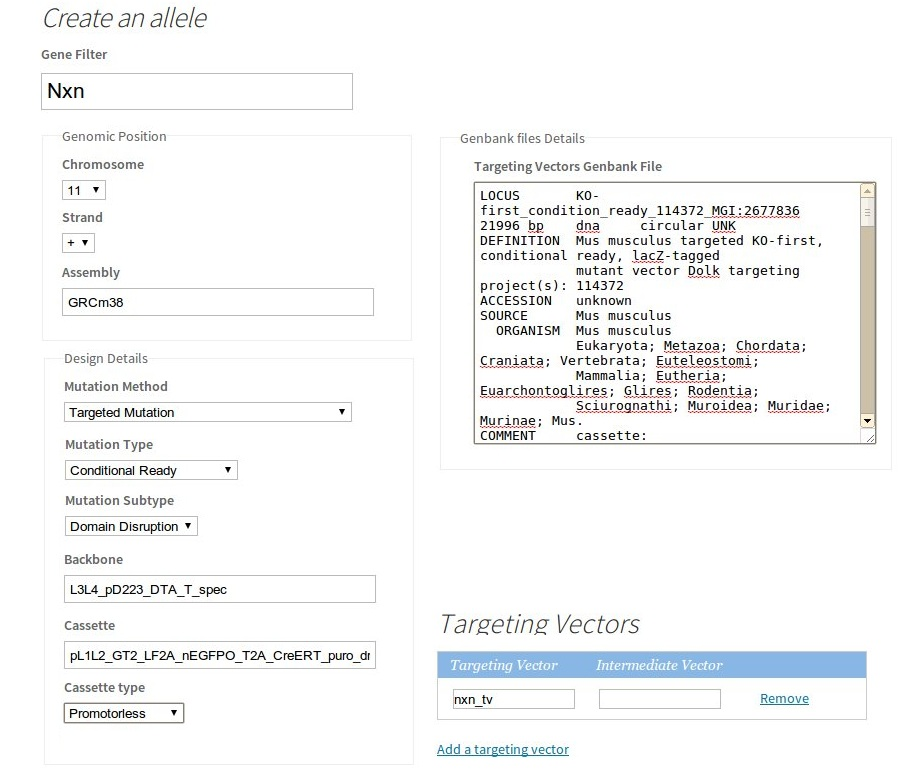 Create an allele
Gene Filter
Nxn
Genomic Position
Chromosome
11
Strand
+
Assembly
GRCm38
Design Details
Mutation Method
Targeted Mutation
Mutation Type
Conditional Ready
Mutation Subtype
Domain Disruption
Backbone
L3L4_pD223_DTA_T_spec
Cassette
pL1L2_GT2_LF2A_nEGFPO_T2A_CreERT_puro_dr
Cassette type
Promotorless
Genbank files Details
Targeting Vectors Genbank File
LOCUS       KO-
first_condition_ready_114372_MGI:2677836
21996 bp    dna     circular UNK
DEFINITION  Mus musculus targeted KO-first,
conditional ready, lacZ-tagged
            mutant vector Dolk targeting
project(s): 114372
ACCESSION   unknown
SOURCE      Mus musculus
  ORGANISM  Mus musculus
            Eukaryota; Metazoa; Chordata;
Craniata; Vertebrata; Euteleostomi;
            Mammalia; Eutheria;
Euarchontoglires; Glires; Rodentia;
            Sciurognathi; Muroidea; Muridae;
Murinae; Mus.
COMMENT     cassette:
Targeting Vectors
Targeting Vector Intermediate Vector
nxn_tv Remove
Add a targeting vector